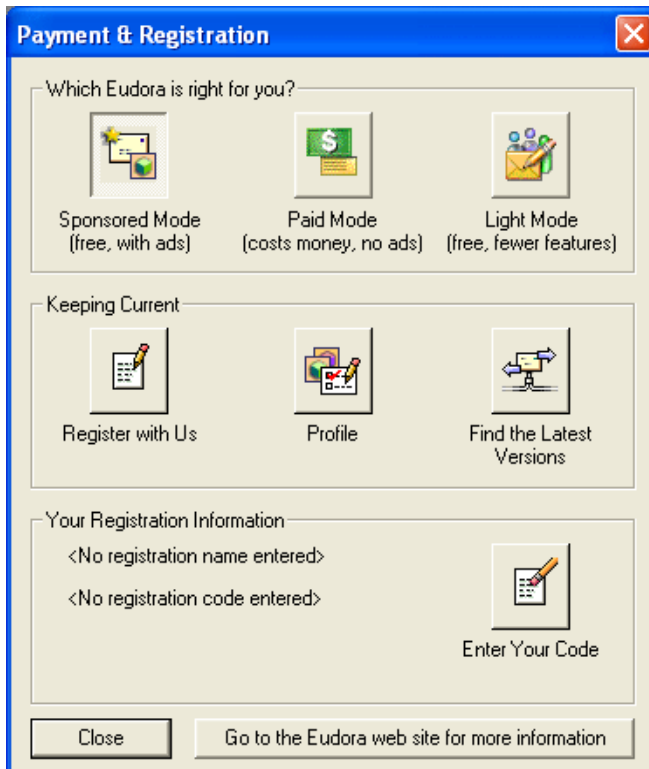 Payment & Registration
Which Eudora is right for you?
Sponsored Mode
(free, with ads)
Paid Mode
(costs money, no ads)
Light Mode
(free, fewer features)
Keeping Current
Register with Us
Profile
Find the Latest
Versions
Your Registration Information
<No registration name entered>
<No registration code entered>
Enter Your Code
Close
Go to the Eudora web site for more information